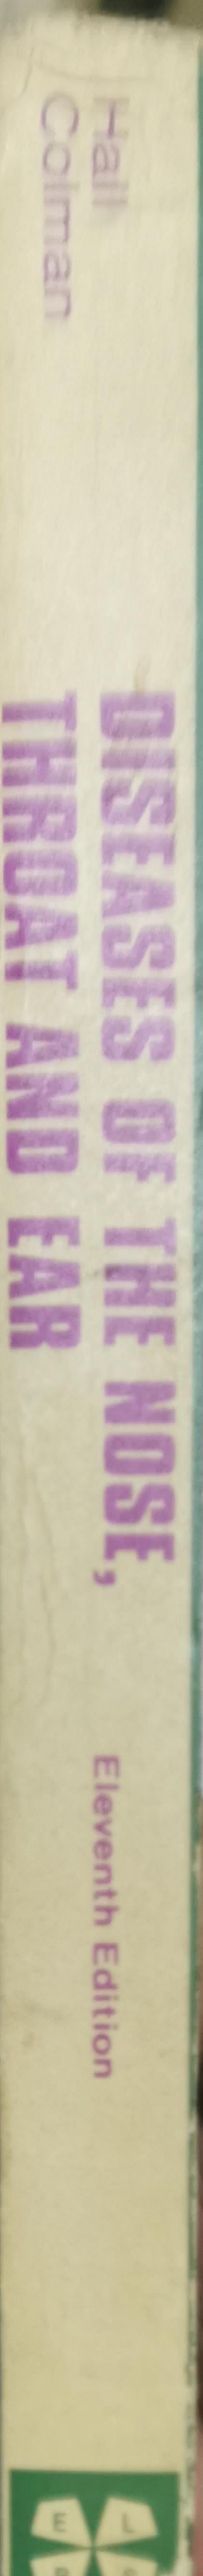 Hall
Colman
DISEASES OF THE NOSE,
THROAT AND EAR
Eleventh Edition
E L
B S